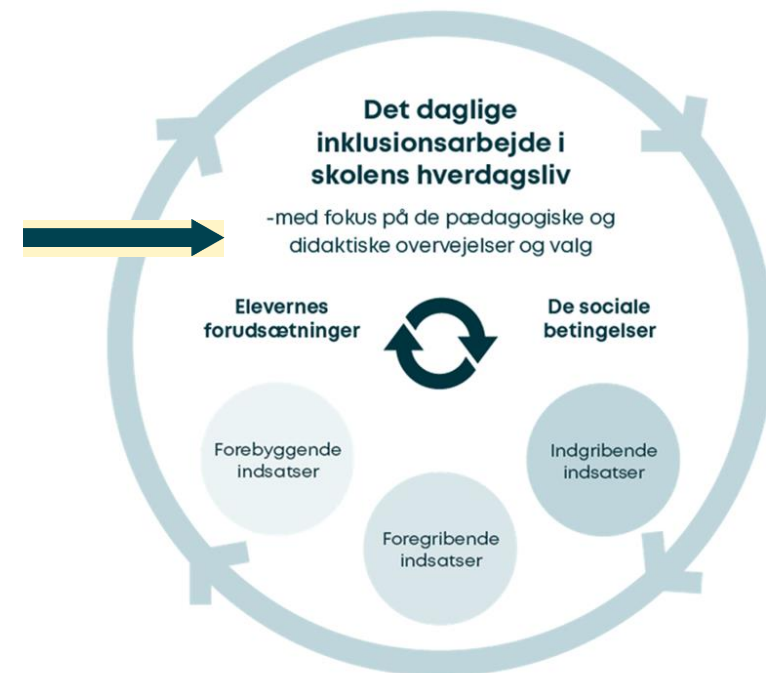 Det daglige
inklusionsarbejde i
skolens hverdagsliv
-med fokus på de pædagogiske og
didaktiske overvejelser og valg
Elevernes
forudsætninger
De sociale
betingelser
Forebyggende
indsatser
Foregribende
indsatser
Indgribende
indsatser